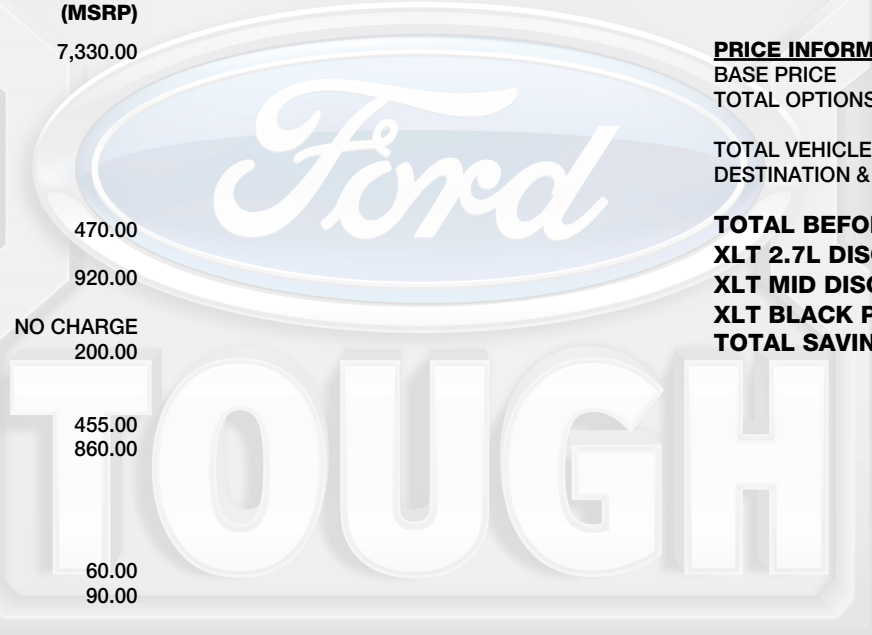 (MSRP)
7,330.00
470.00
920.00
NO CHARGE
200.00
455.00
860.00
60.00
90.00
Ford
TOUGH
PRICE INFORM
BASE PRICE
TOTAL OPTIONS
TOTAL VEHICLE
DESTINATION &
TOTAL BEFO
XLT 2.7L DIS
XLT MID DISC
XLT BLACK P
TOTAL SAVIN